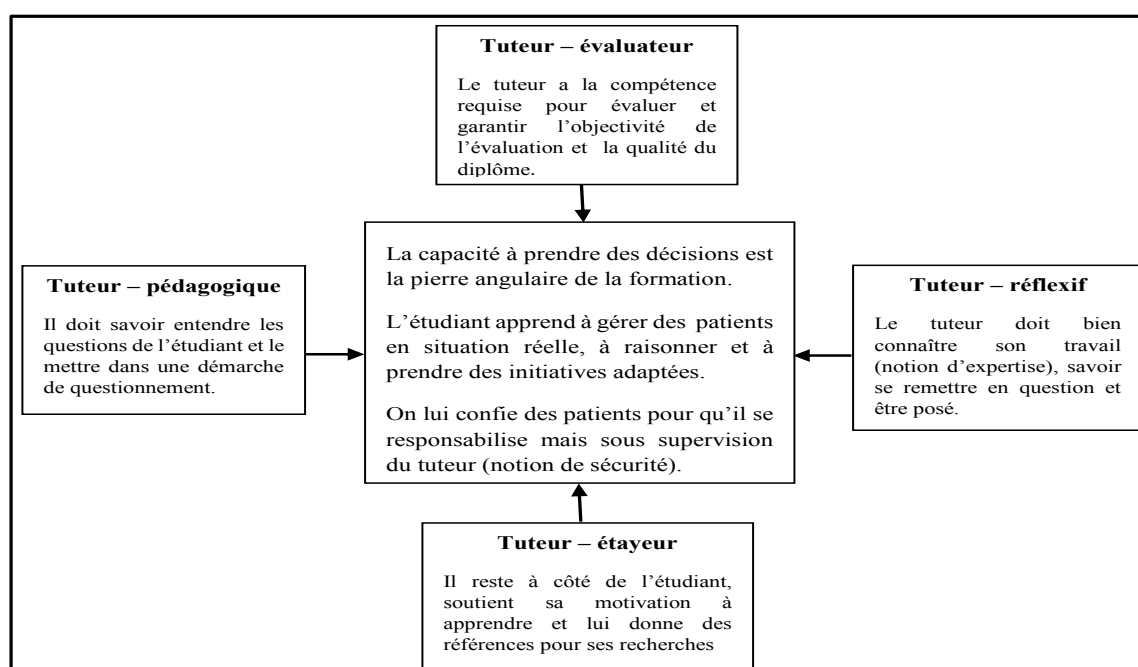 Tuteur – évaluateur
Le tuteur a la compétence
requise pour évaluer et
garantir l’objectivité de
l’évaluation et la qualité du
diplôme.
Tuteur – pédagogique
Il doit savoir entendre les
questions de l’étudiant et le
mettre dans une démarche
de questionnement.
La capacité à prendre des décisions est
la pierre angulaire de la formation.
L’étudiant apprend à gérer des patients
en situation réelle, à raisonner et à
prendre des initiatives adaptées.
On lui confie des patients pour qu’il se
responsabilise mais sous supervision
du tuteur (notion de sécurité).
Tuteur – réflexif
Le tuteur doit bien
connaître son travail
(notion d’expertise), savoir
se remettre en question et
être posé.
Tuteur – étayeur
Il reste à côté de l’étudiant,
soutient sa motivation à
apprendre et lui donne des
références pour ses recherches